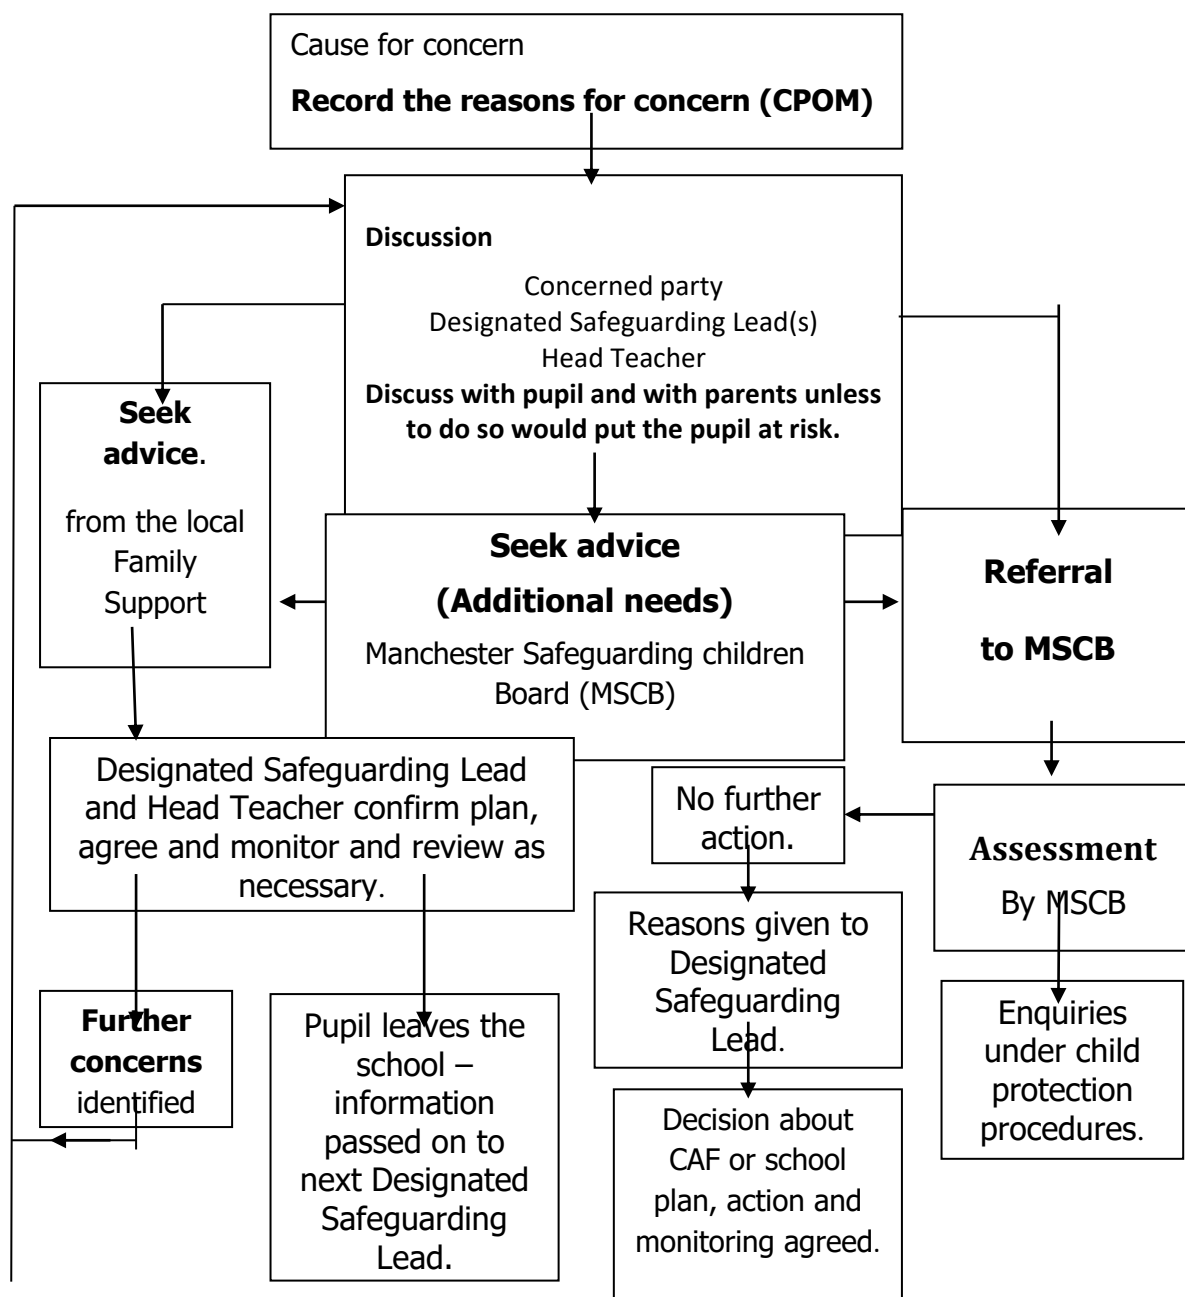 Cause for concern
Record the reasons for concern (CPOM)
Discussion
Concerned party
Designated Safeguarding Lead(s)
Head Teacher
Discuss with pupil and with parents unless
to do so would put the pupil at risk.
Seek
advice.
from the local
Family
Support
Seek advice
(Additional needs)
Manchester Safeguarding children
Board (MSCB)
Referral
to MSCB
Designated Safeguarding Lead
and Head Teacher confirm plan,
agree and monitor and review as
necessary.
No further
action.
Assessment
By MSCB
Reasons given to
Designated
Safeguarding
Lead.
Further
concerns
identified
Pupil leaves the
school –
information
passed on to
next Designated
Safeguarding
Lead.
Enquiries
under child
protection
procedures.
Decision about
CAF or school
plan, action and
monitoring agreed.